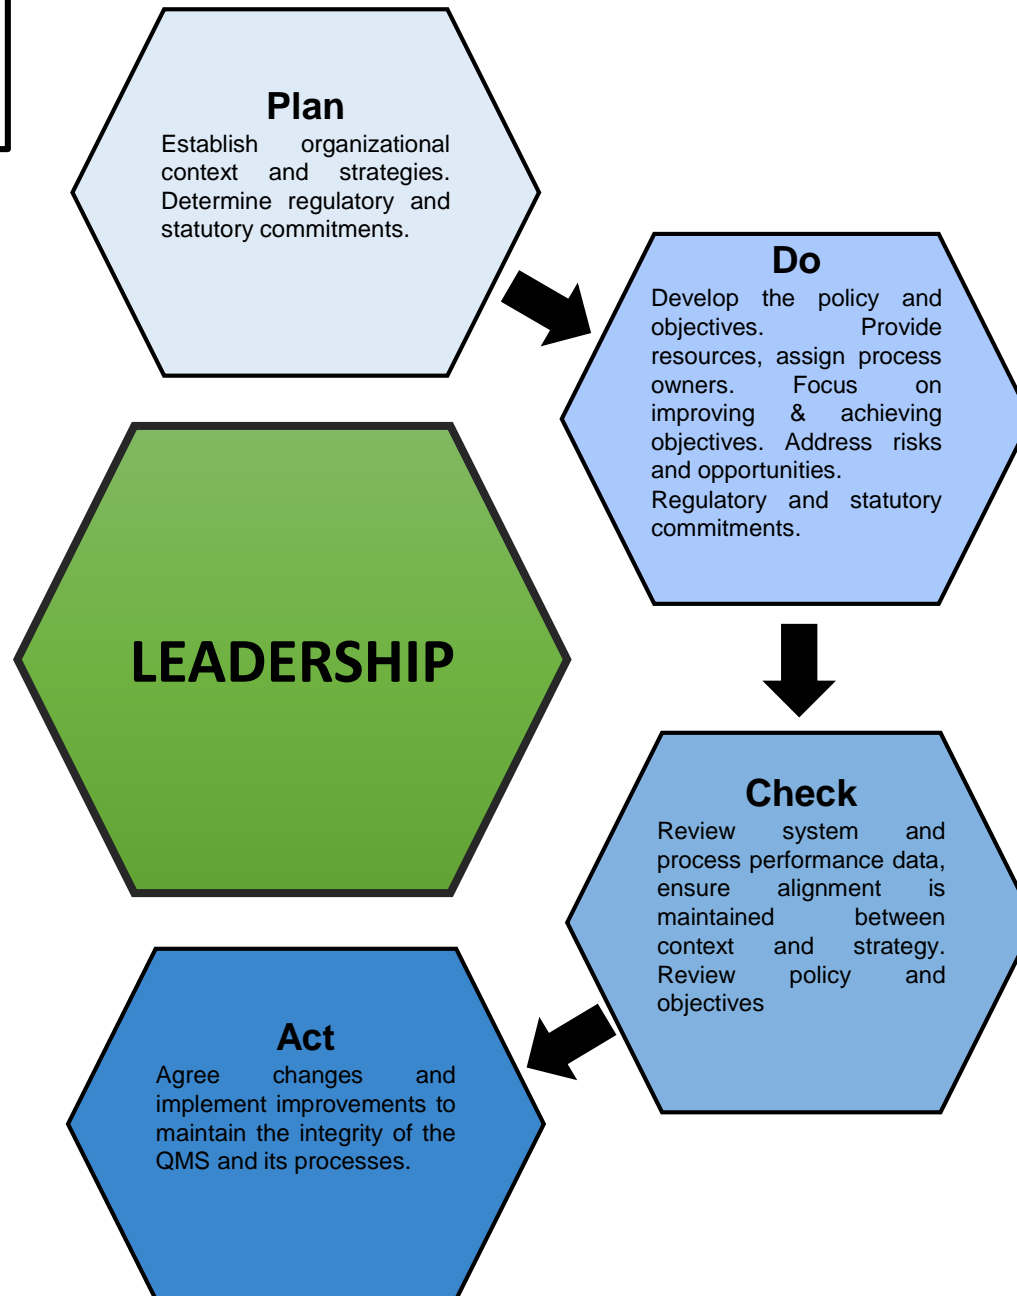 Plan
Establish organizational
context and strategies.
Determine regulatory and
statutory commitments.
Do
Develop the policy and
objectives. Provide
resources, assign process
owners. Focus on
improving & achieving
objectives. Address risks
and opportunities.
Regulatory and statutory
commitments.
LEADERSHIP
Check
Review system and
process performance data,
ensure alignment is
maintained between
context and strategy.
Review policy and
objectives
Act
Agree changes and
implement improvements to
maintain the integrity of the
QMS and its processes.